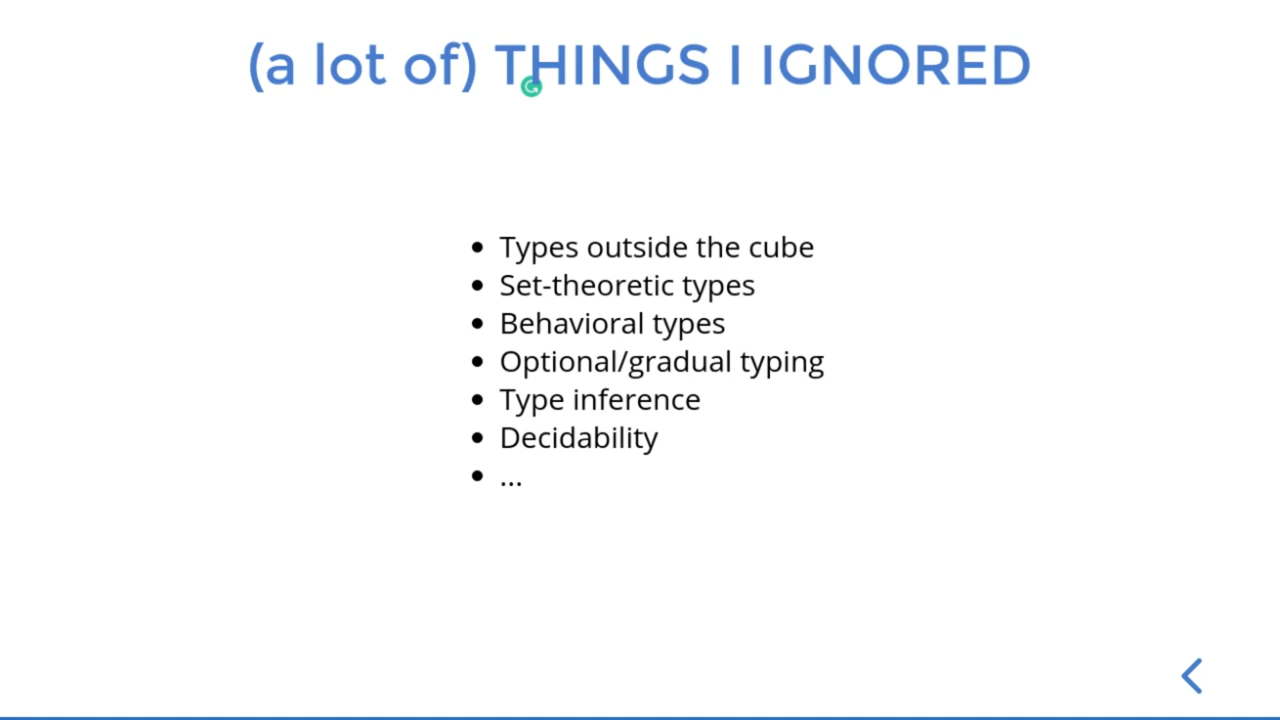 (a lot of) THINGS I IGNORED
• Types outside the cube
• Set-theoretic types
• Behavioral types
• Optional/gradual typing
• Type inference
• Decidability
• ...